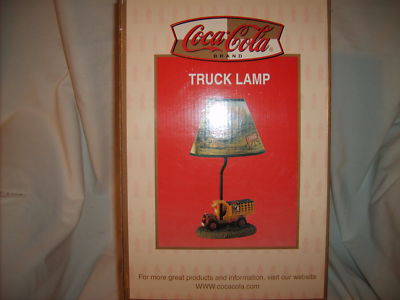 Coca-Cola
BRAND
TRUCK LAMP
For more great products and information, visit our website
WWW.cocacola.com